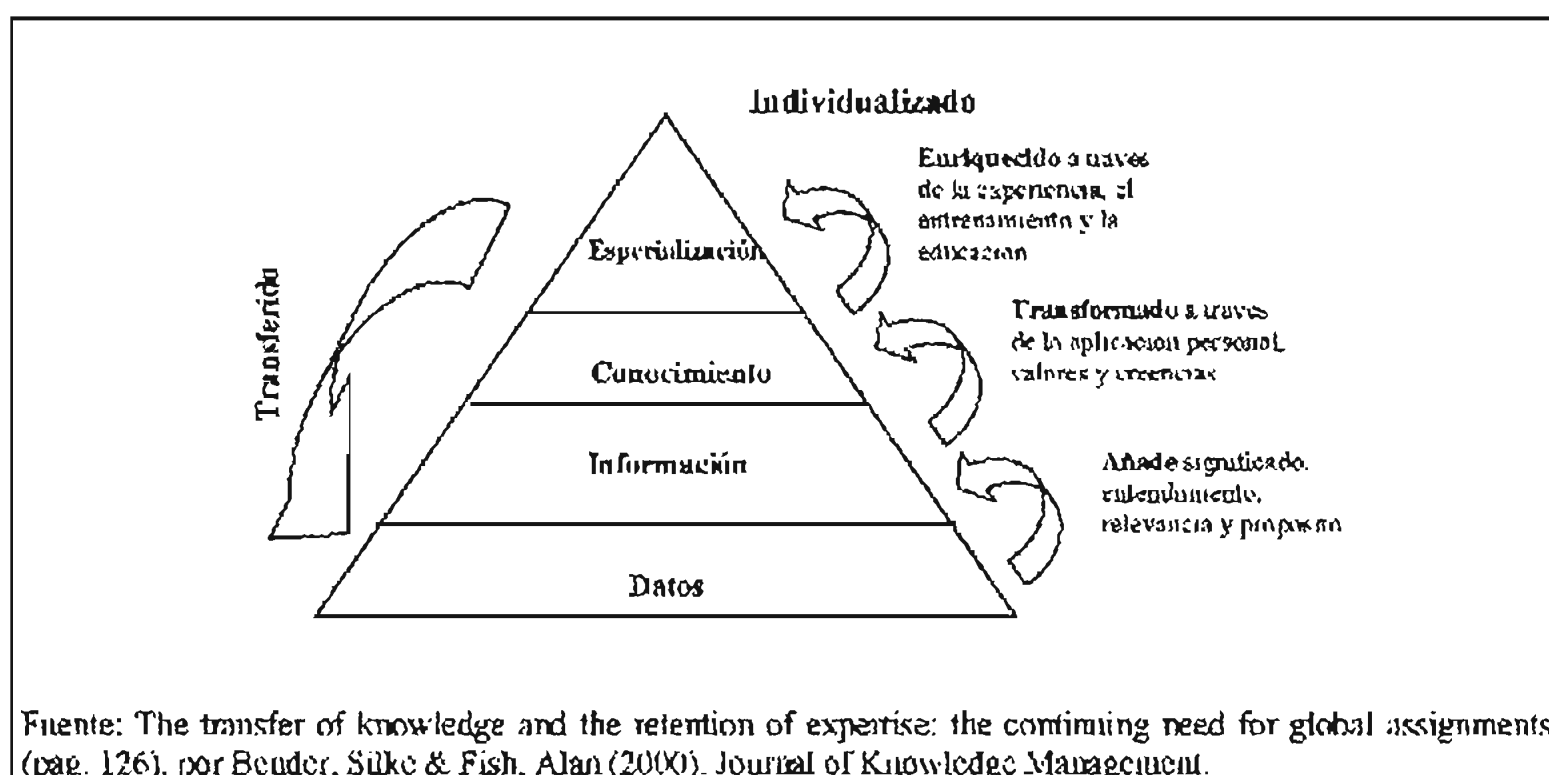 Individualizado
Enriquecido a traves
de la experiencia, el
entrenamiento y la
educacion
Especialización
Transferido
Transformado a traves
de la aplicacion personal,
valores y creencias
Conocimiento
Información
Añade significado,
entendimiento,
relevancia y proposito
Datos
Fuente: The transfer of knowledge and the retention of expertise: the continuing need for global assignments
(pag. 126), por Bender, Silke & Fish, Alan (2000). Journal of Knowledge Management.